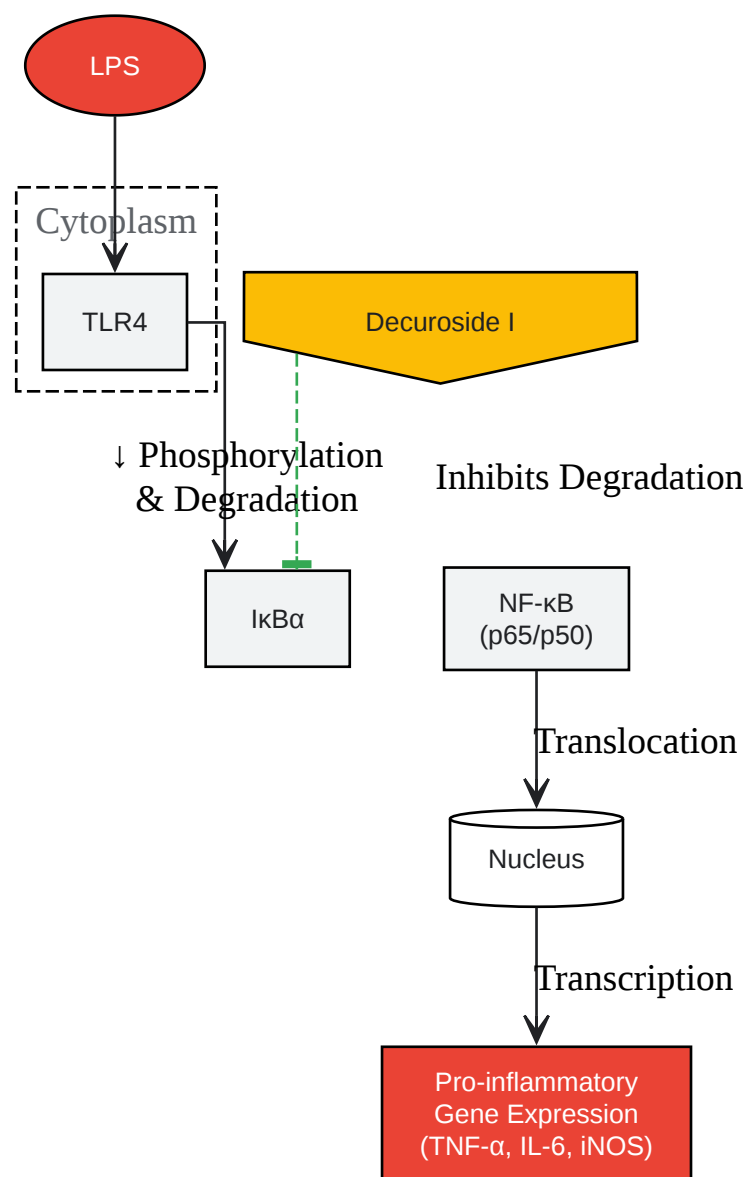 LPS
Cytoplasm
TLR4
Decuroside I
↓ Phosphorylation
& Degradation
Inhibits Degradation
IκBα
NF-κB
(p65/p50)
Translocation
Nucleus
Transcription
Pro-inflammatory
Gene Expression
(TNF-α, IL-6, iNOS)